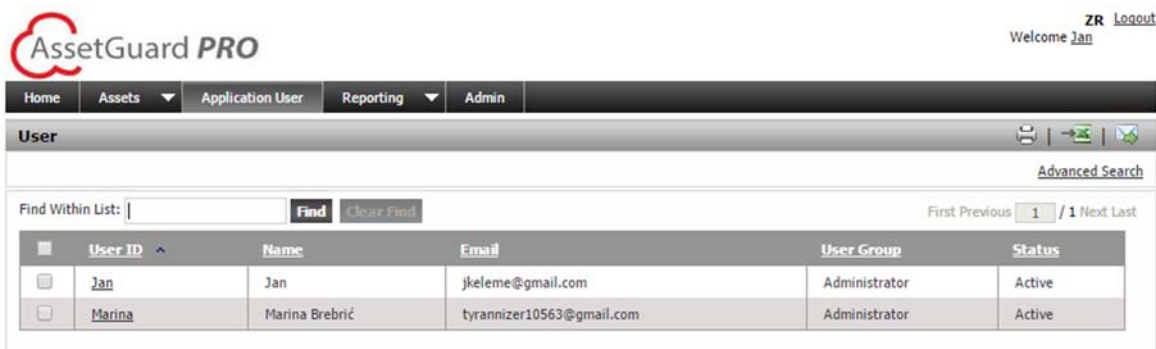 ZR Logout
Welcome Jan
AssetGuard PRO
Home Assets Application User Reporting Admin
User
Advanced Search
Find Within List: Find Clear Find First Previous 1 / 1 Next Last
User ID Name Email User Group Status
Jan Jan jkeleme@gmail.com Administrator Active
Marina Marina Brebrić tyrannizer10563@gmail.com Administrator Active